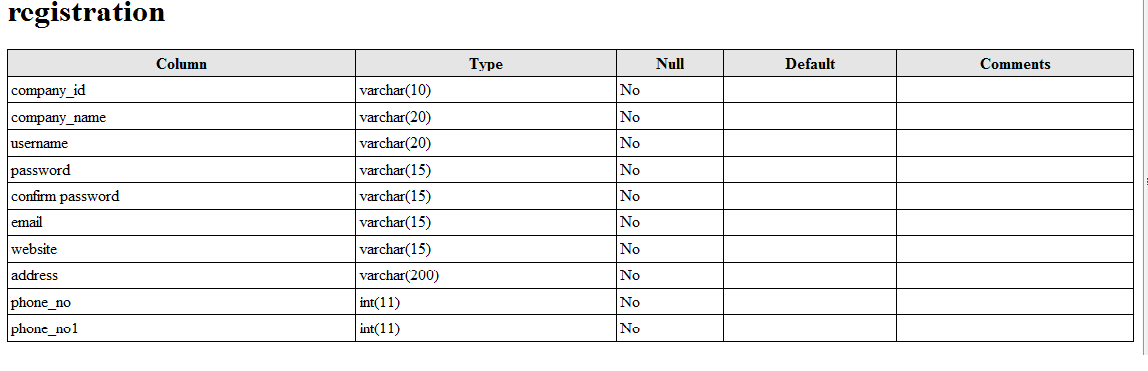 registration
Column Type Null Default Comments
company_id varchar(10) No
company_name varchar(20) No
username varchar(20) No
password varchar(15) No
confirm password varchar(15) No
email varchar(15) No
website varchar(15) No
address varchar(200) No
phone_no int(11) No
phone_no1 int(11) No